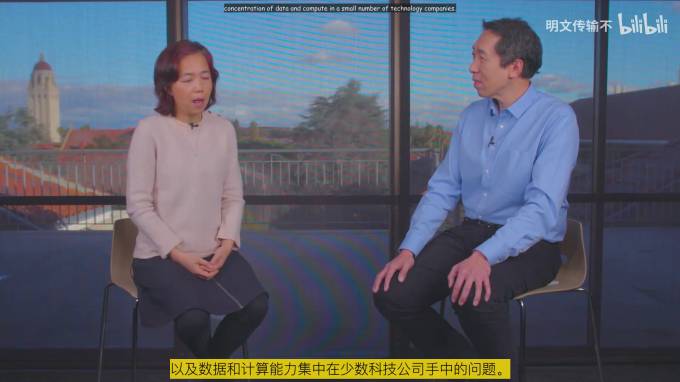 concentration of data and compute in a small number of technology companies.
明文传输不 bilibili
以及数据和计算能力集中在少数科技公司手中的问题。